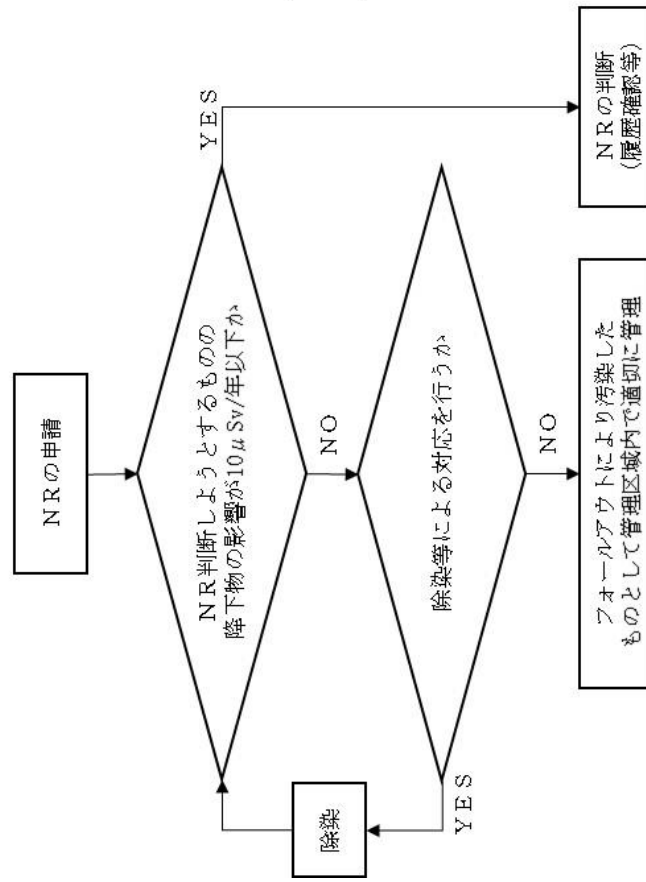 NRの申請
NR判断しようとするものの
降下物の影響が10μSv/年以下か
YES
NO
除染等による対応を行うか
YES
除染
NO
フォールアウトにより汚染した
ものとして管理区域内で適切に管理
NRの判断
(履歴確認等)